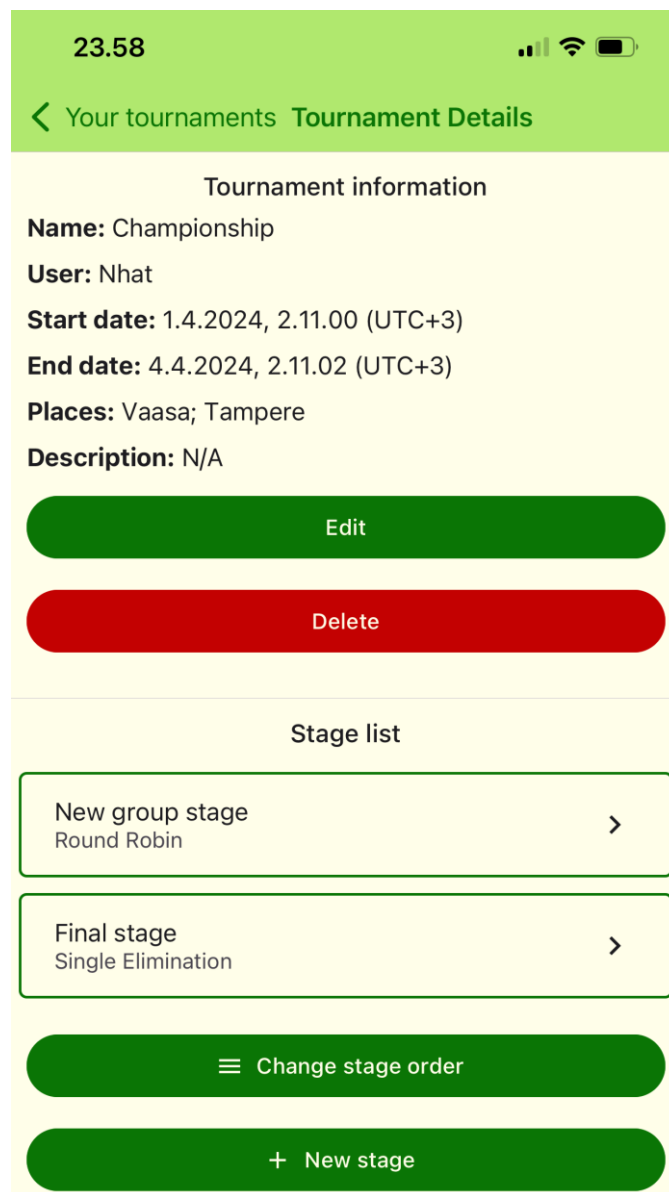 23.58
Your tournaments Tournament Details
Tournament information
Name: Championship
User: Nhat
Start date: 1.4.2024, 2.11.00 (UTC+3)
End date: 4.4.2024, 2.11.02 (UTC+3)
Places: Vaasa; Tampere
Description: N/A
Edit
Delete
Stage list
New group stage
Round Robin
Final stage
Single Elimination
Change stage order
+ New stage